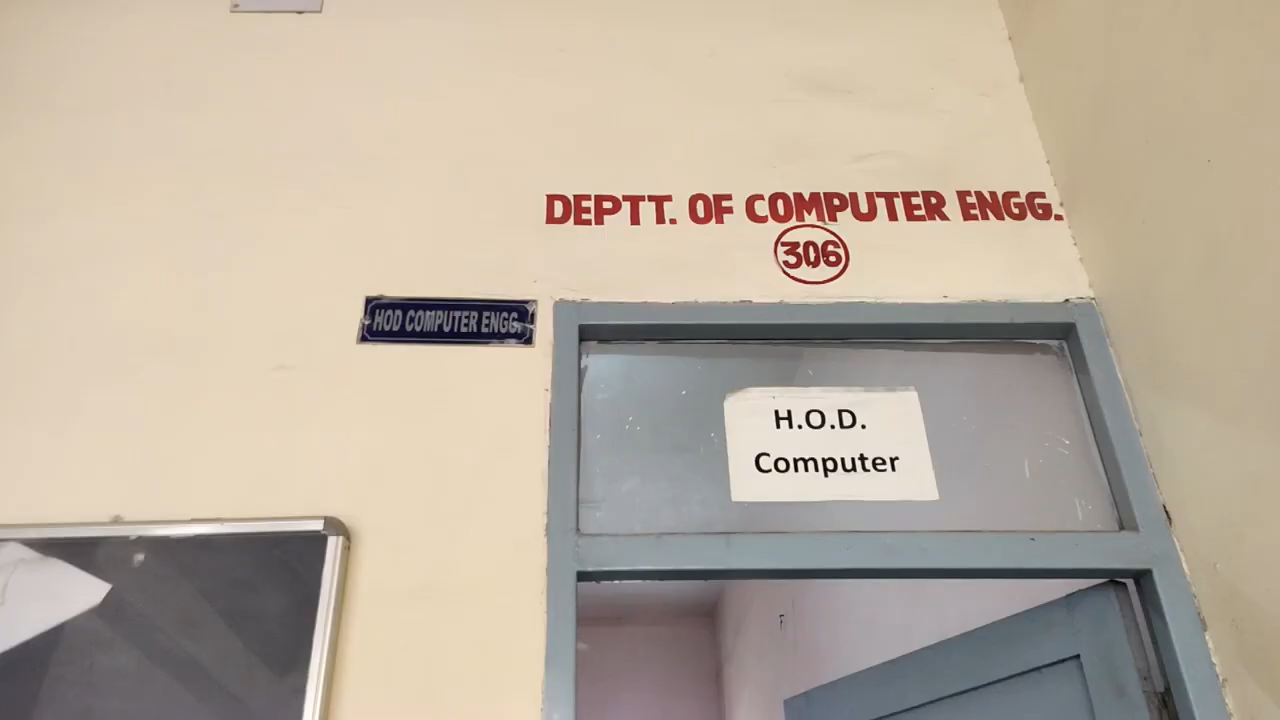 DEPTT. OF COMPUTER ENGG.
306
HOD COMPUTER ENGG.
H.O.D.
Computer